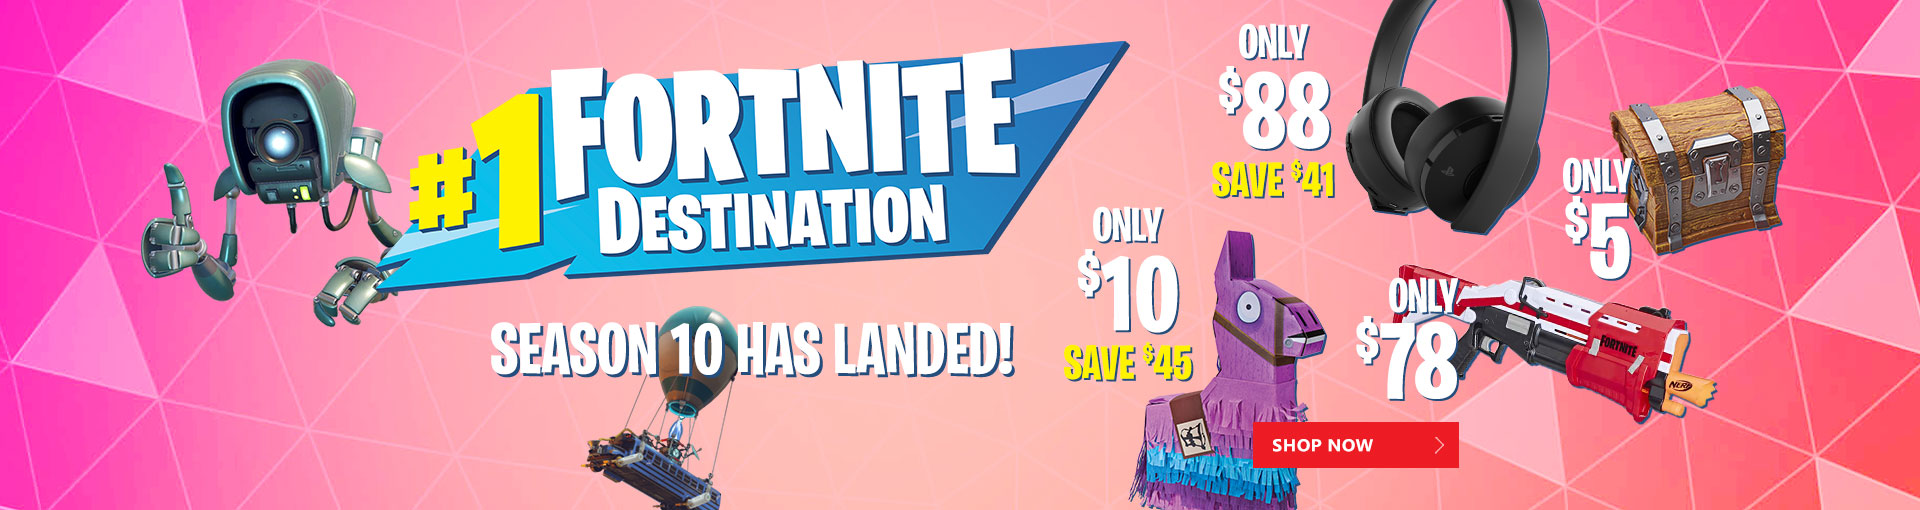 #1 FORTNITE
DESTINATION
SEASON 10 HAS LANDED!
ONLY
$88
SAVE $41
ONLY
$5
ONLY
$10
SAVE $45
ONLY
$78
FORTNITE
NERF
SHOP NOW